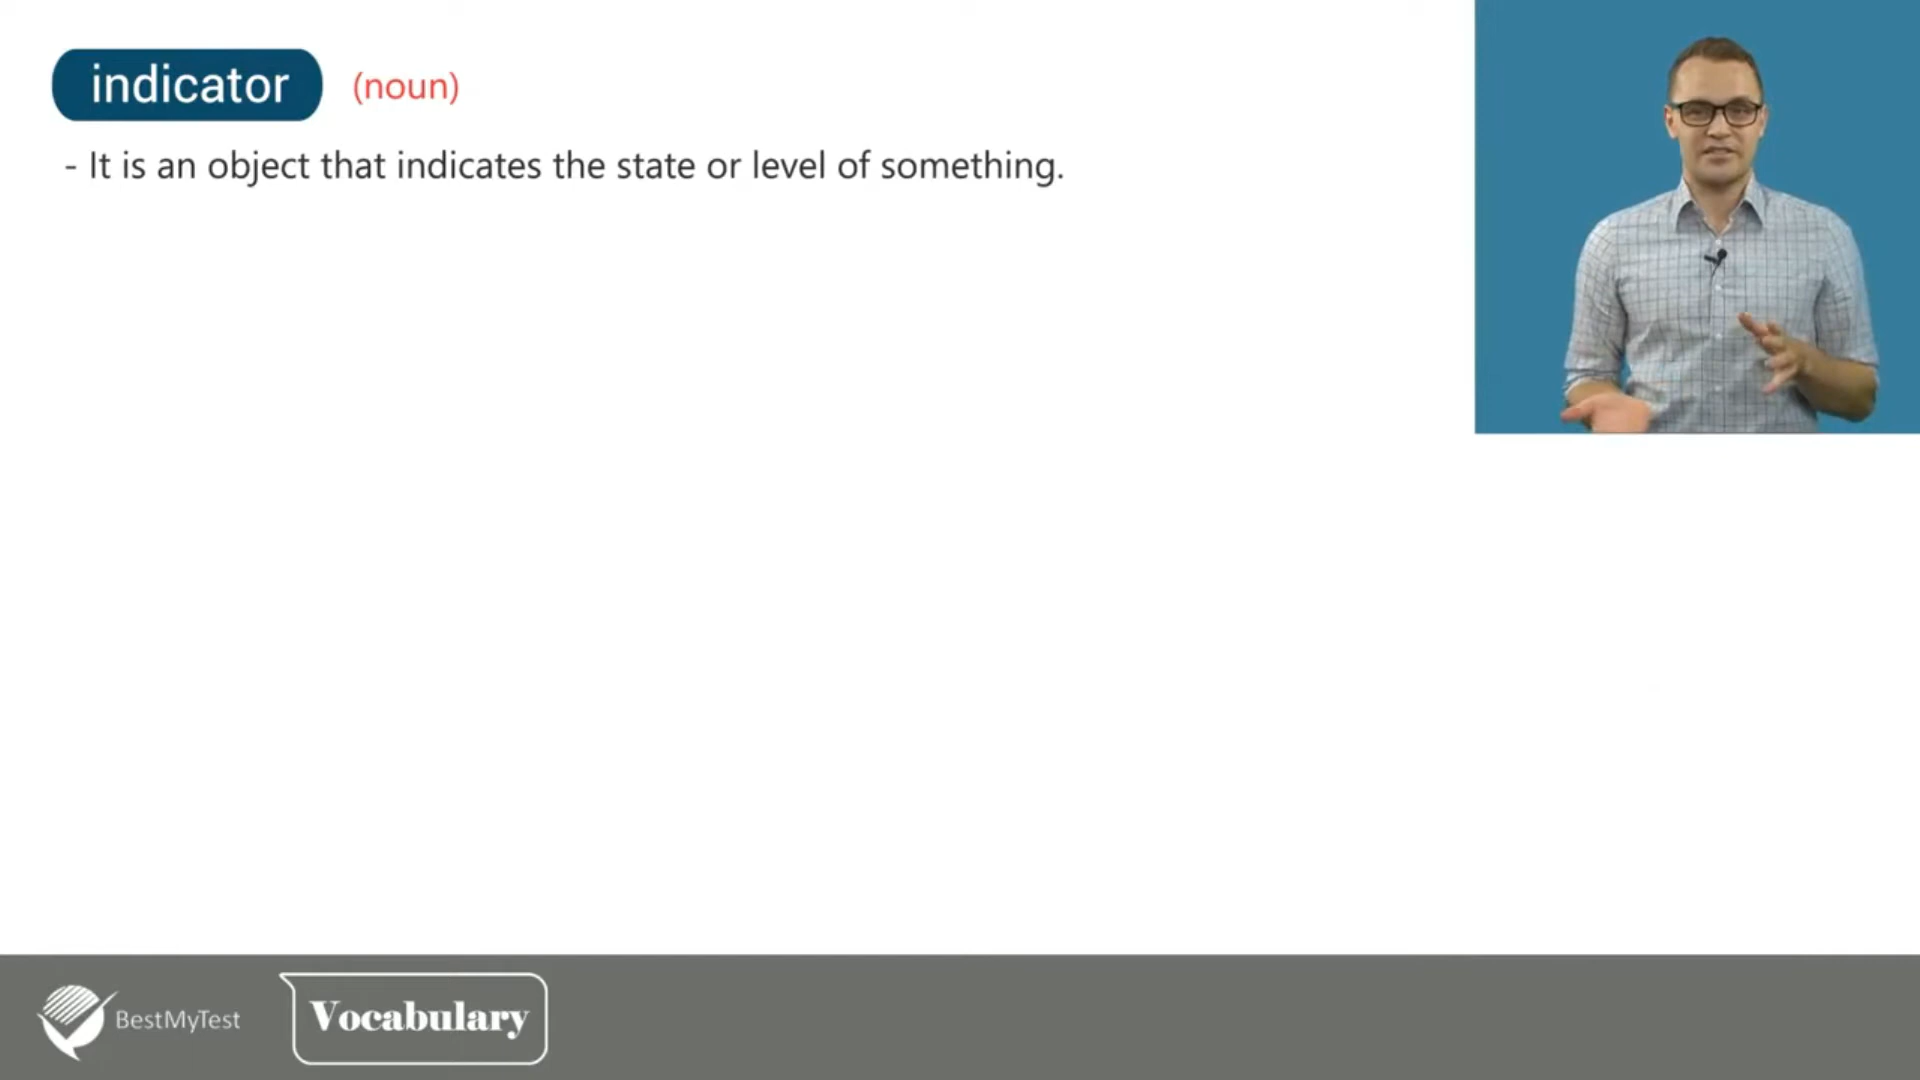 indicator (noun)
- It is an object that indicates the state or level of something.
BestMyTest
Vocabulary